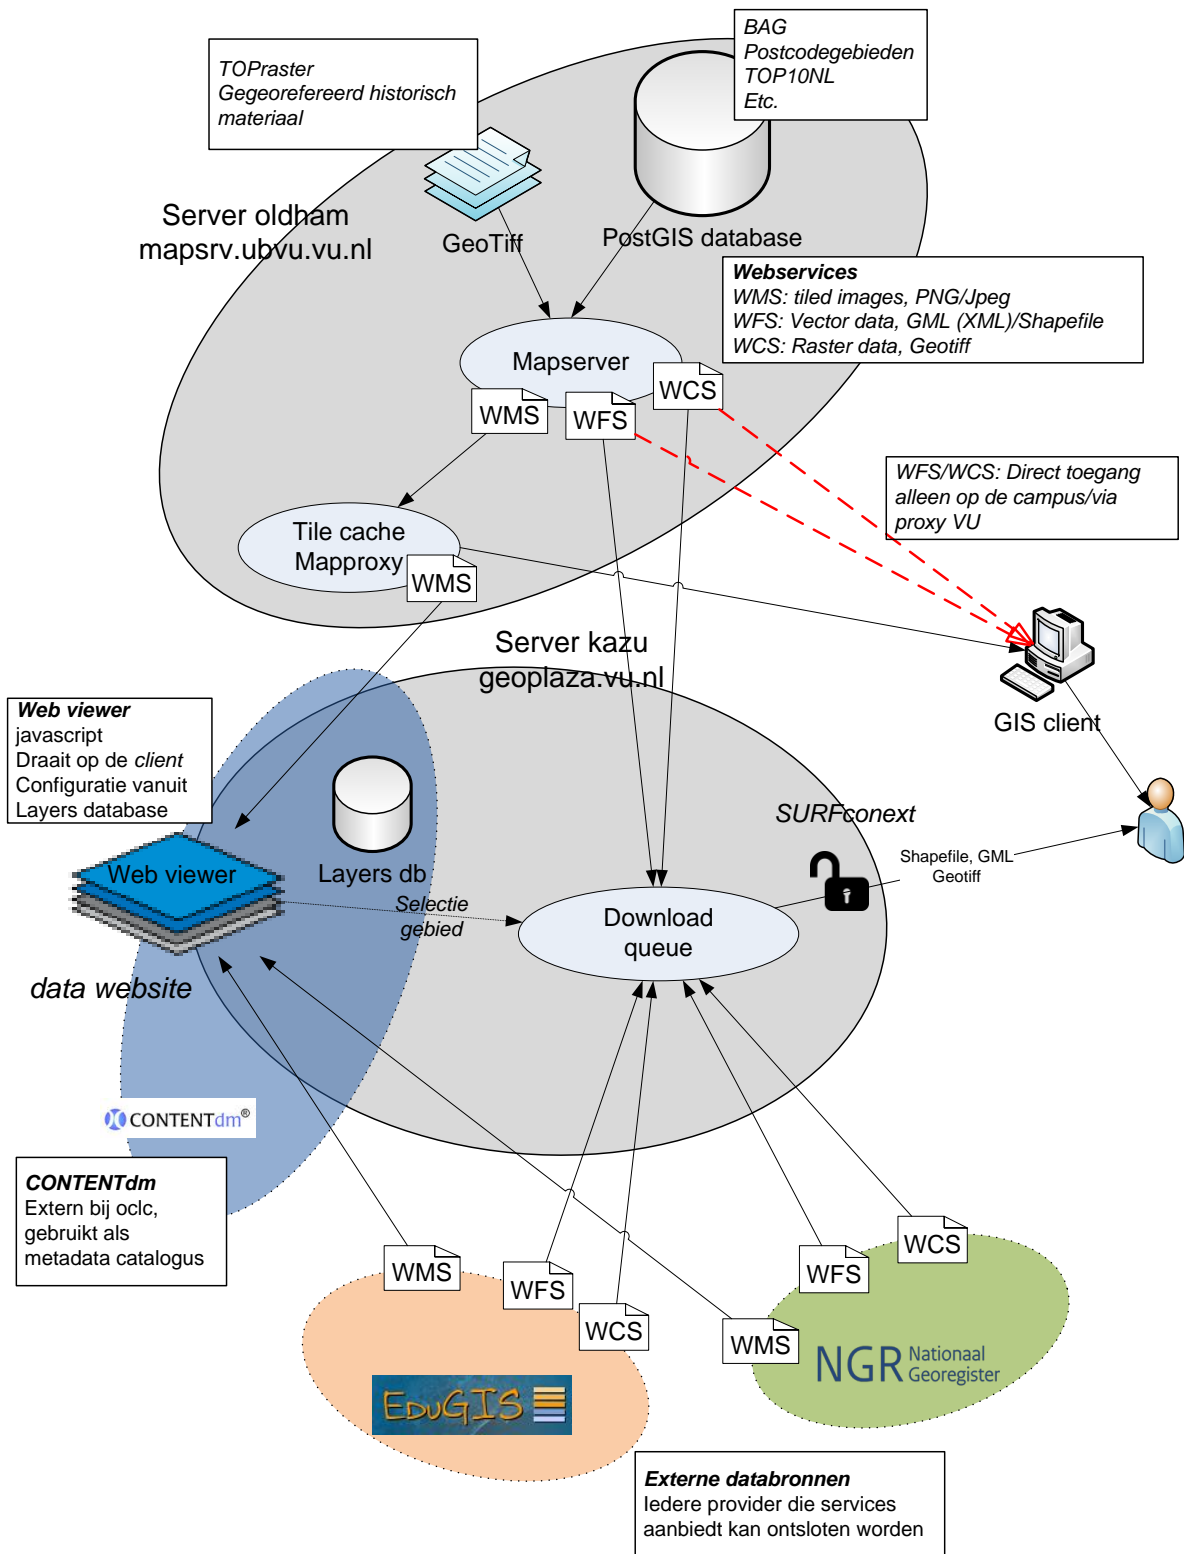 BAG
Postcodegebieden
TOP10NL
Etc.
TOPraster
Gegeorefereerd historisch
materiaal
Server oldham
mapsrv.ubvu.vu.nl
GeoTiff
PostGIS database
Webservices
WMS: tiled images, PNG/Jpeg
WFS: Vector data, GML (XML)/Shapefile
WCS: Raster data, Geotiff
Mapserver
WMS
WFS
WCS
WFS/WCS: Direct toegang
alleen op de campus/via
proxy VU
Tile cache
Mapproxy
WMS
Server kazu
geoplaza.vu.nl
GIS client
Web viewer
javascript
Draait op de client
Configuratie vanuit
Layers database
Web viewer
Layers db
Selectie
gebied
SURFconext
Shapefile, GML
Geotiff
Download
queue
data website
CONTENTdm®
CONTENTdm
Extern bij oclc,
gebruikt als
metadata catalogus
WMS
WFS
WCS
WMS
WFS
WCS
EDUGIS
NGR Nationaal
Georegister
Externe databronnen
Iedere provider die services
aanbiedt kan ontsloten worden